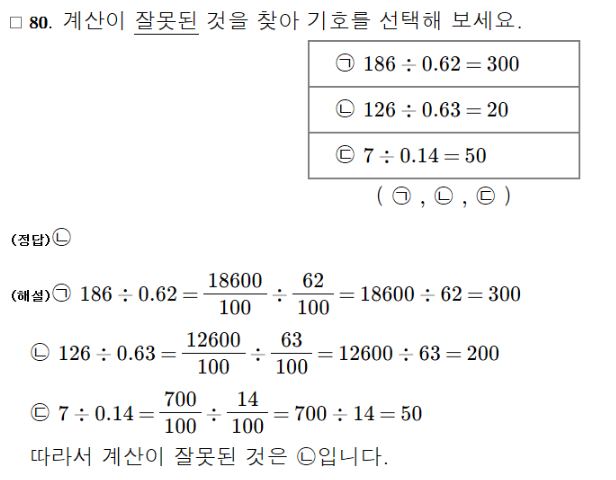 □ 80. 계산이 잘못된 것을 찾아 기호를 선택해 보세요.
㉠ 186 ÷ 0.62 = 300
㉡ 126 ÷ 0.63 = 20
㉢ 7 ÷ 0.14 = 50
( ㉠ , ㉡ , ㉢ )
(정답)㉡
(해설)㉠ 186 ÷ 0.62 = 18600/100 ÷ 62/100 = 18600 ÷ 62 = 300
㉡ 126 ÷ 0.63 = 12600/100 ÷ 63/100 = 12600 ÷ 63 = 200
㉢ 7 ÷ 0.14 = 700/100 ÷ 14/100 = 700 ÷ 14 = 50
따라서 계산이 잘못된 것은 ㉡입니다.